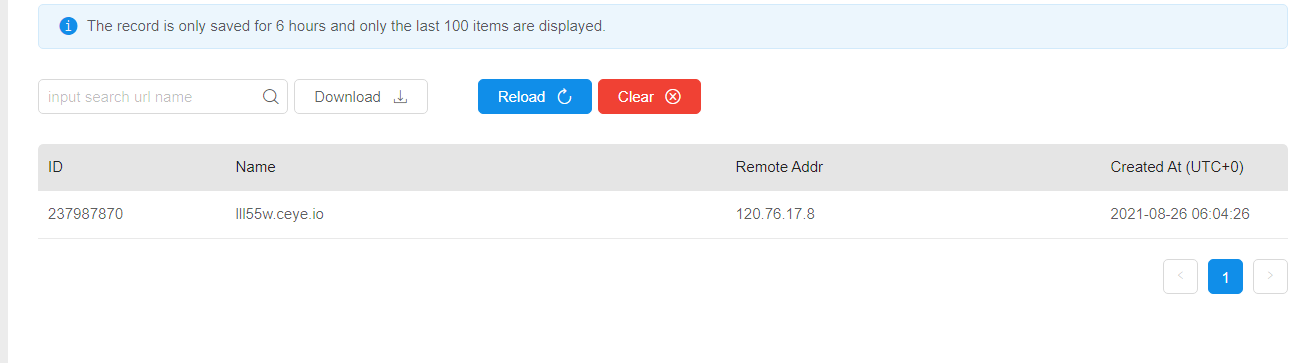 The record is only saved for 6 hours and only the last 100 items are displayed.
input search url name Download Reload Clear
ID Name Remote Addr Created At (UTC+0)
237987870 lll55w.ceye.io 120.76.17.8 2021-08-26 06:04:26
< 1 >